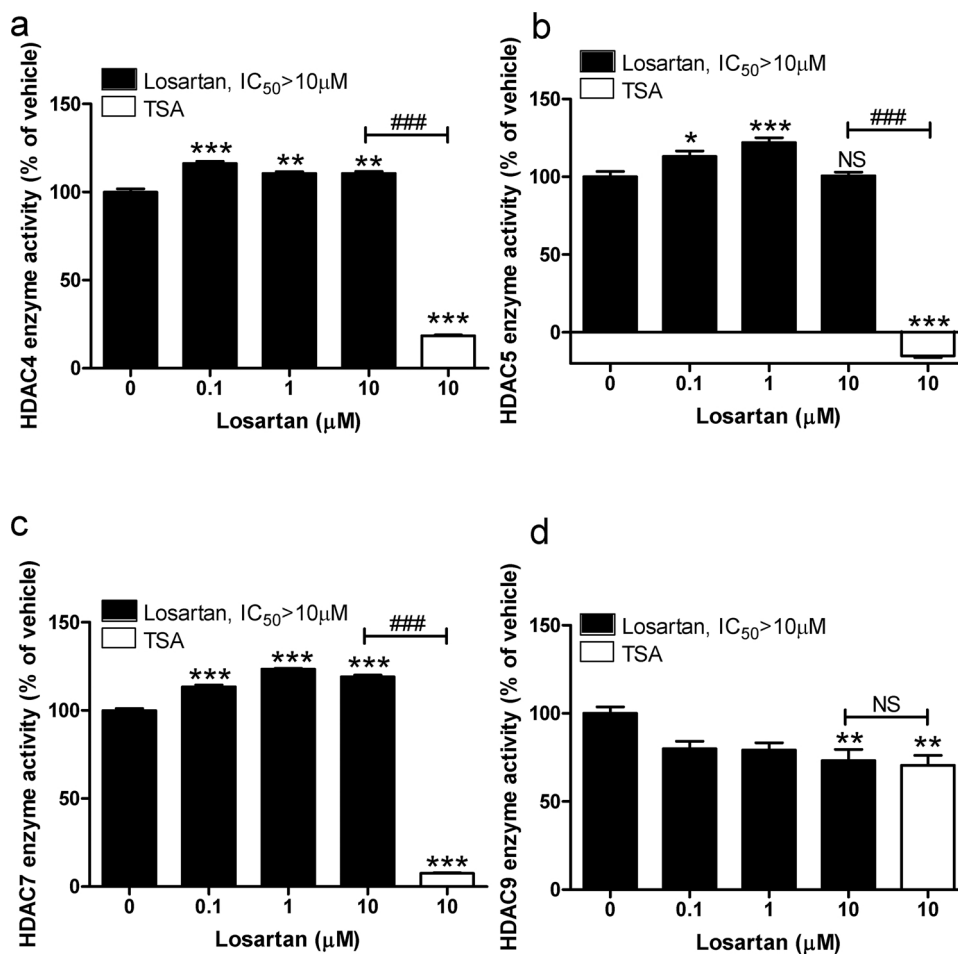 a
Losartan, IC50>10μM
TSA
HDAC4 enzyme activity (% of vehicle)
150
100
50
0
***
**
**
###
***
0 0.1 1 10 10
Losartan (μM)
b
Losartan, IC50>10μM
TSA
HDAC5 enzyme activity (% of vehicle)
150
100
50
0
*
***
NS
###
***
0 0.1 1 10 10
Losartan (μM)
c
Losartan, IC50>10μM
TSA
HDAC7 enzyme activity (% of vehicle)
150
100
50
0
***
***
***
###
***
0 0.1 1 10 10
Losartan (μM)
d
Losartan, IC50>10μM
TSA
HDAC9 enzyme activity (% of vehicle)
150
100
50
0
**
NS
**
0 0.1 1 10 10
Losartan (μM)